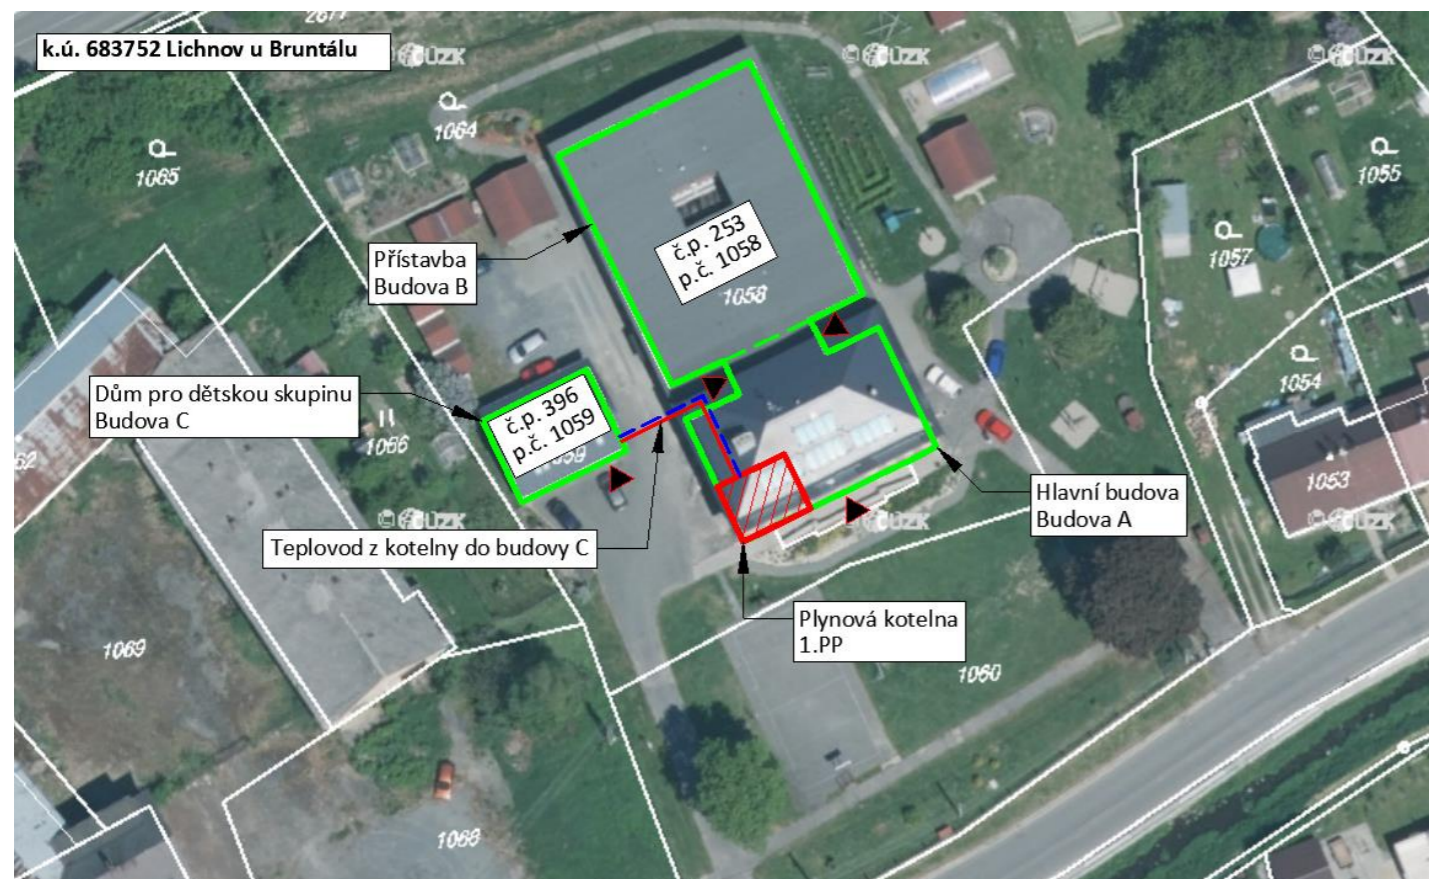 2877
k.ú. 683752 Lichnov u Bruntálu
© ČÚZK
© ČÚZK
© ČÚZK
1064
1065
1055
č.p. 253
p.č. 1058
1058
1057
Přístavba
Budova B
1054
Dům pro dětskou skupinu
Budova C
č.p. 396
p.č. 1059
1066
1053
Hlavní budova
Budova A
© ČÚZK
© ČÚZK
© ČÚZK
Teplovod z kotelny do budovy C
Plynová kotelna
1.PP
1069
1060
1068